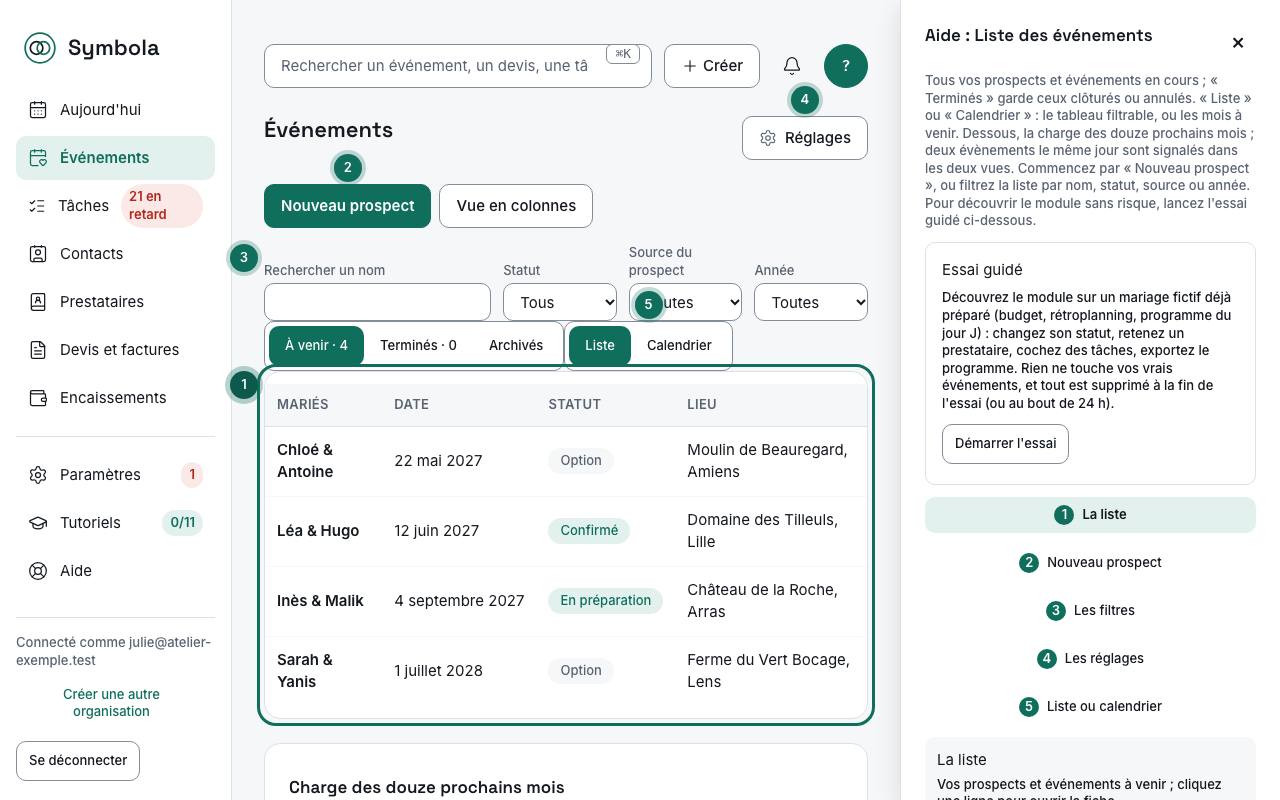 Symbola
Aujourd'hui
Événements
Tâches
21 en
retard
Contacts
Prestataires
Devis et factures
Encaissements
Paramètres
1
Tutoriels
0/11
Aide
Connecté comme julie@atelier-
exemple.test
Créer une autre
organisation
Se déconnecter
Rechercher un événement, un devis, une tâ
⌘K
Créer
?
4
Événements
Réglages
2
Nouveau prospect
Vue en colonnes
3
Rechercher un nom
Statut
Source du
prospect
Année
Tous
5
utes
Toutes
À venir · 4
Terminés · 0
Archivés
Liste
Calendrier
1
MARIÉS DATE STATUT LIEU
Chloé &
Antoine
22 mai 2027
Option
Moulin de Beauregard,
Amiens
Léa & Hugo
12 juin 2027
Confirmé
Domaine des Tilleuls,
Lille
Inès & Malik
4 septembre 2027
En préparation
Château de la Roche,
Arras
Sarah &
Yanis
1 juillet 2028
Option
Ferme du Vert Bocage,
Lens
Charge des douze prochains mois
Aide : Liste des événements
Tous vos prospects et événements en cours ; «
Terminés » garde ceux clôturés ou annulés. « Liste »
ou « Calendrier » : le tableau filtrable, ou les mois à
venir. Dessous, la charge des douze prochains mois ;
deux évènements le même jour sont signalés dans
les deux vues. Commencez par « Nouveau prospect
», ou filtrez la liste par nom, statut, source ou année.
Pour découvrir le module sans risque, lancez l'essai
guidé ci-dessous.
Essai guidé
Découvrez le module sur un mariage fictif déjà
préparé (budget, rétroplanning, programme du
jour J) : changez son statut, retenez un
prestataire, cochez des tâches, exportez le
programme. Rien ne touche vos vrais
événements, et tout est supprimé à la fin de
l'essai (ou au bout de 24 h).
Démarrer l'essai
1 La liste
2 Nouveau prospect
3 Les filtres
4 Les réglages
5 Liste ou calendrier
La liste
Vos prospects et événements à venir ; cliquez